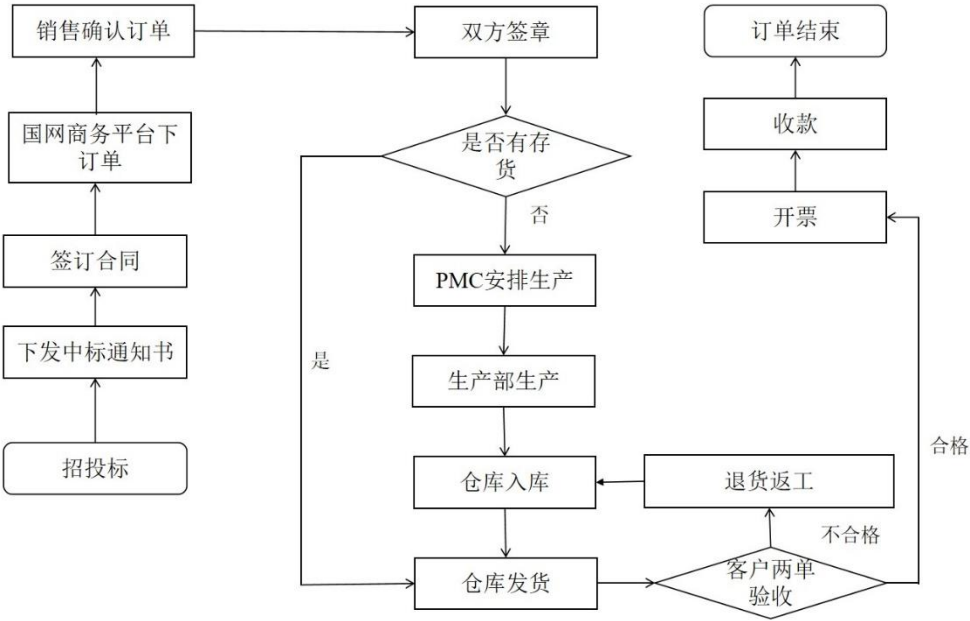 销售确认订单
双方签章
订单结束
国网商务平台下
订单
是否有存
货
收款
否
开票
签订合同
PMC安排生产
下发中标通知书
是
生产部生产
招投标
仓库入库
退货返工
合格
不合格
仓库发货
客户两单
验收